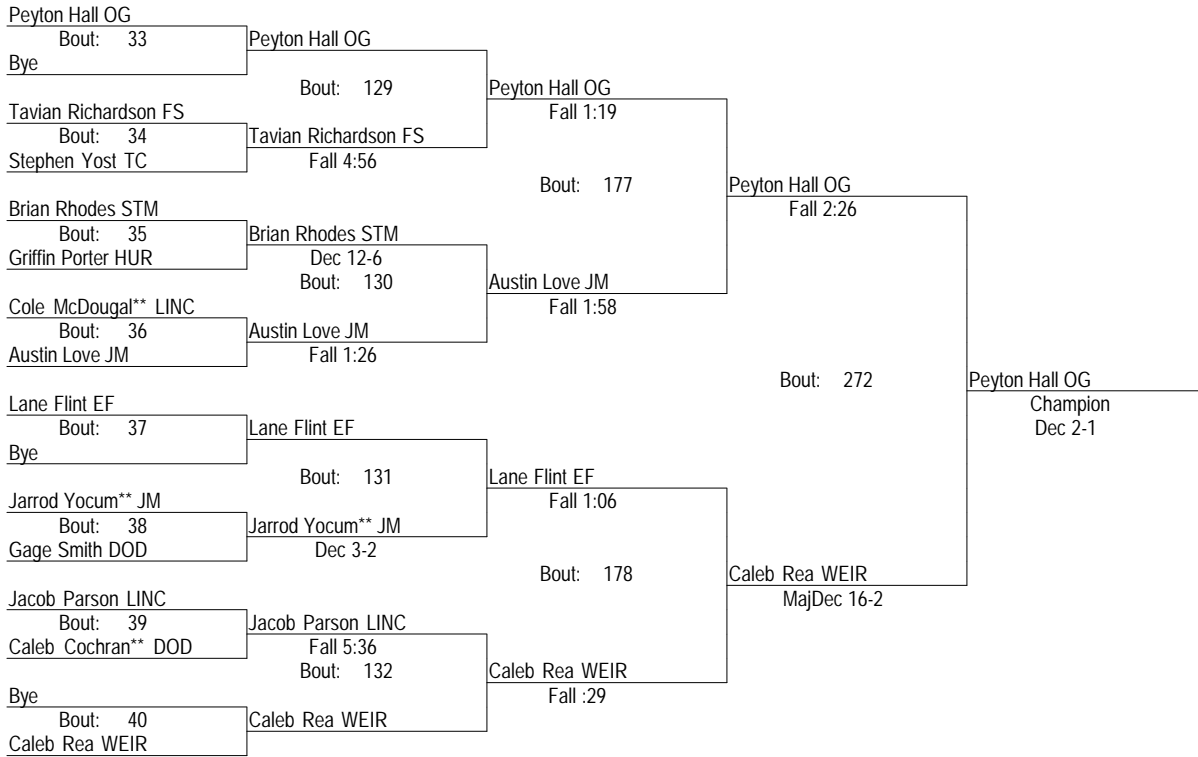 Peyton Hall OG
Bout: 33
Peyton Hall OG
Bye
Bout: 129
Peyton Hall OG
Tavian Richardson FS
Fall 1:19
Bout: 34
Tavian Richardson FS
Stephen Yost TC
Fall 4:56
Bout: 177
Peyton Hall OG
Brian Rhodes STM
Fall 2:26
Bout: 35
Brian Rhodes STM
Griffin Porter HUR
Dec 12-6
Bout: 130
Austin Love JM
Cole McDougal** LINC
Fall 1:58
Bout: 36
Austin Love JM
Austin Love JM
Fall 1:26
Bout: 272
Peyton Hall OG
Lane Flint EF
Champion
Bout: 37
Lane Flint EF
Dec 2-1
Bye
Bout: 131
Lane Flint EF
Jarrod Yocum** JM
Fall 1:06
Bout: 38
Jarrod Yocum** JM
Gage Smith DOD
Dec 3-2
Bout: 178
Caleb Rea WEIR
Jacob Parson LINC
MajDec 16-2
Bout: 39
Jacob Parson LINC
Caleb Cochran** DOD
Fall 5:36
Bout: 132
Caleb Rea WEIR
Bye
Fall :29
Bout: 40
Caleb Rea WEIR
Caleb Rea WEIR